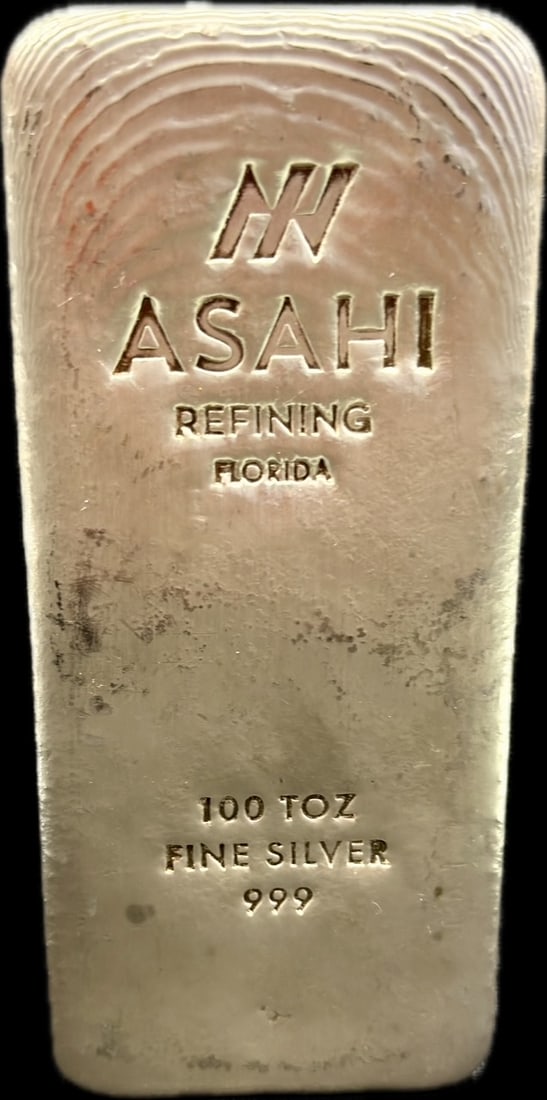 ASAHI
REFINING
FLORIDA
100 TOZ
FINE SILVER
999